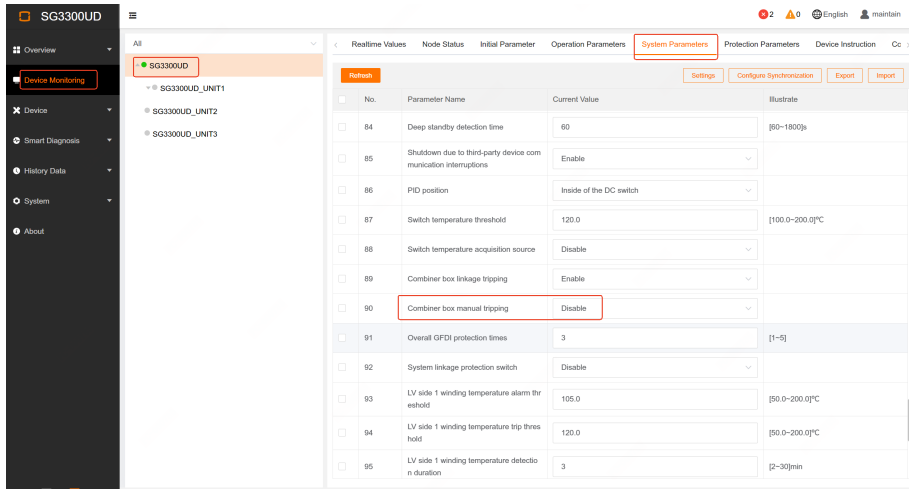 SG3300UD
2 0 English maintain
Overview
Device Monitoring
Device
Smart Diagnosis
History Data
System
About
All
SG3300UD
SG3300UD_UNIT1
SG3300UD_UNIT2
SG3300UD_UNIT3
Realtime Values Node Status Initial Parameter Operation Parameters System Parameters Protection Parameters Device Instruction Co
Refresh Settings Configure Synchronization Export Import
No. Parameter Name Current Value Illustrate
84 Deep standby detection time 60 [60~1800]s
85 Shutdown due to third-party device com
munication interruptions Enable
86 PID position Inside of the DC switch
87 Switch temperature threshold 120.0 [100.0~200.0]℃
88 Switch temperature acquisition source Disable
89 Combiner box linkage tripping Enable
90 Combiner box manual tripping Disable
91 Overall GFDI protection times 3 [1~5]
92 System linkage protection switch Disable
93 LV side 1 winding temperature alarm thr
eshold 105.0 [50.0~200.0]℃
94 LV side 1 winding temperature trip thres
hold 120.0 [50.0~200.0]℃
95 LV side 1 winding temperature detectio
n duration 3 [2~30]min